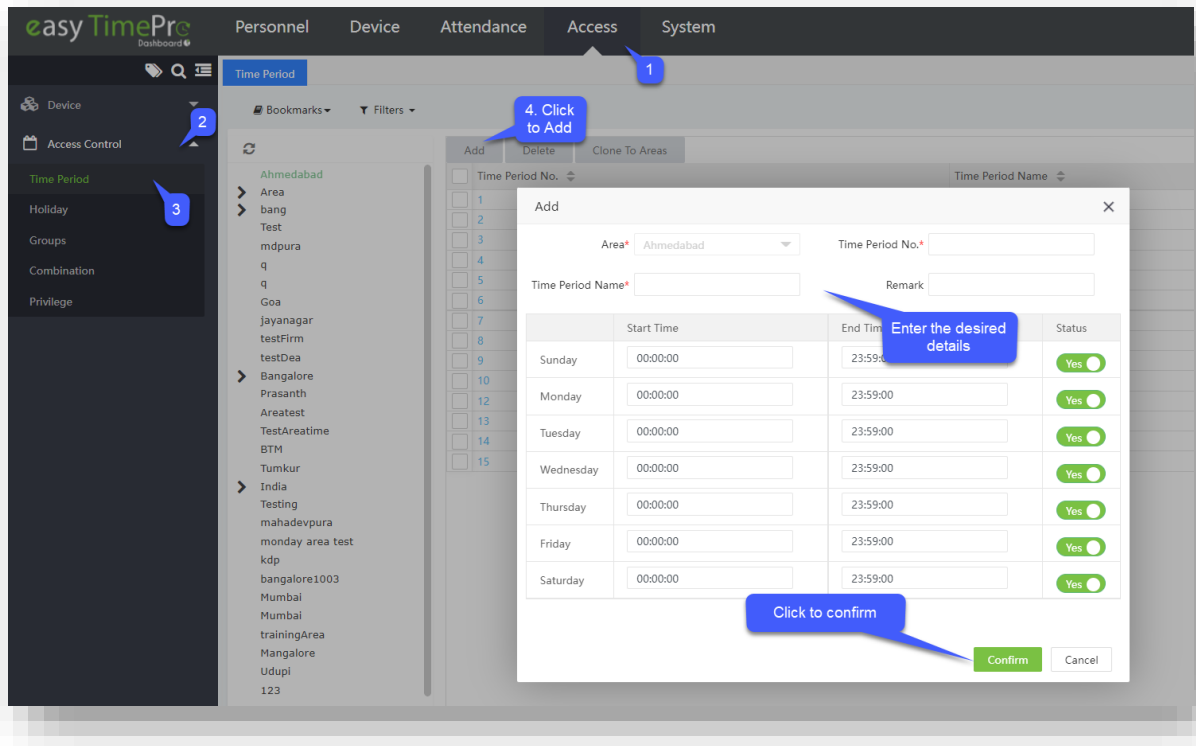 easy TimePro
Dashboard
Personnel
Device
Attendance
Access
System
1
Time Period
Device
2
Access Control
Time Period
3
Holiday
Groups
Combination
Privilege
Bookmarks
Filters
4. Click
to Add
Add
Delete
Clone To Areas
Time Period No.
Time Period Name
Ahmedabad
Area
bang
Test
mdpura
q
q
Goa
jayanagar
testFirm
testDea
Bangalore
Prasanth
Areatest
TestAreatime
BTM
Tumkur
India
Testing
mahadevpura
monday area test
kdp
bangalore1003
Mumbai
Mumbai
trainingArea
Mangalore
Udupi
123
1
2
3
4
5
6
7
8
9
10
12
13
14
15
Add
Area*
Ahmedabad
Time Period No.*
Time Period Name*
Remark
Enter the desired
details
Start Time
End Tim
Status
Sunday 00:00:00 23:59:0 Yes
Monday 00:00:00 23:59:00 Yes
Tuesday 00:00:00 23:59:00 Yes
Wednesday 00:00:00 23:59:00 Yes
Thursday 00:00:00 23:59:00 Yes
Friday 00:00:00 23:59:00 Yes
Saturday 00:00:00 23:59:00 Yes
Click to confirm
Confirm
Cancel